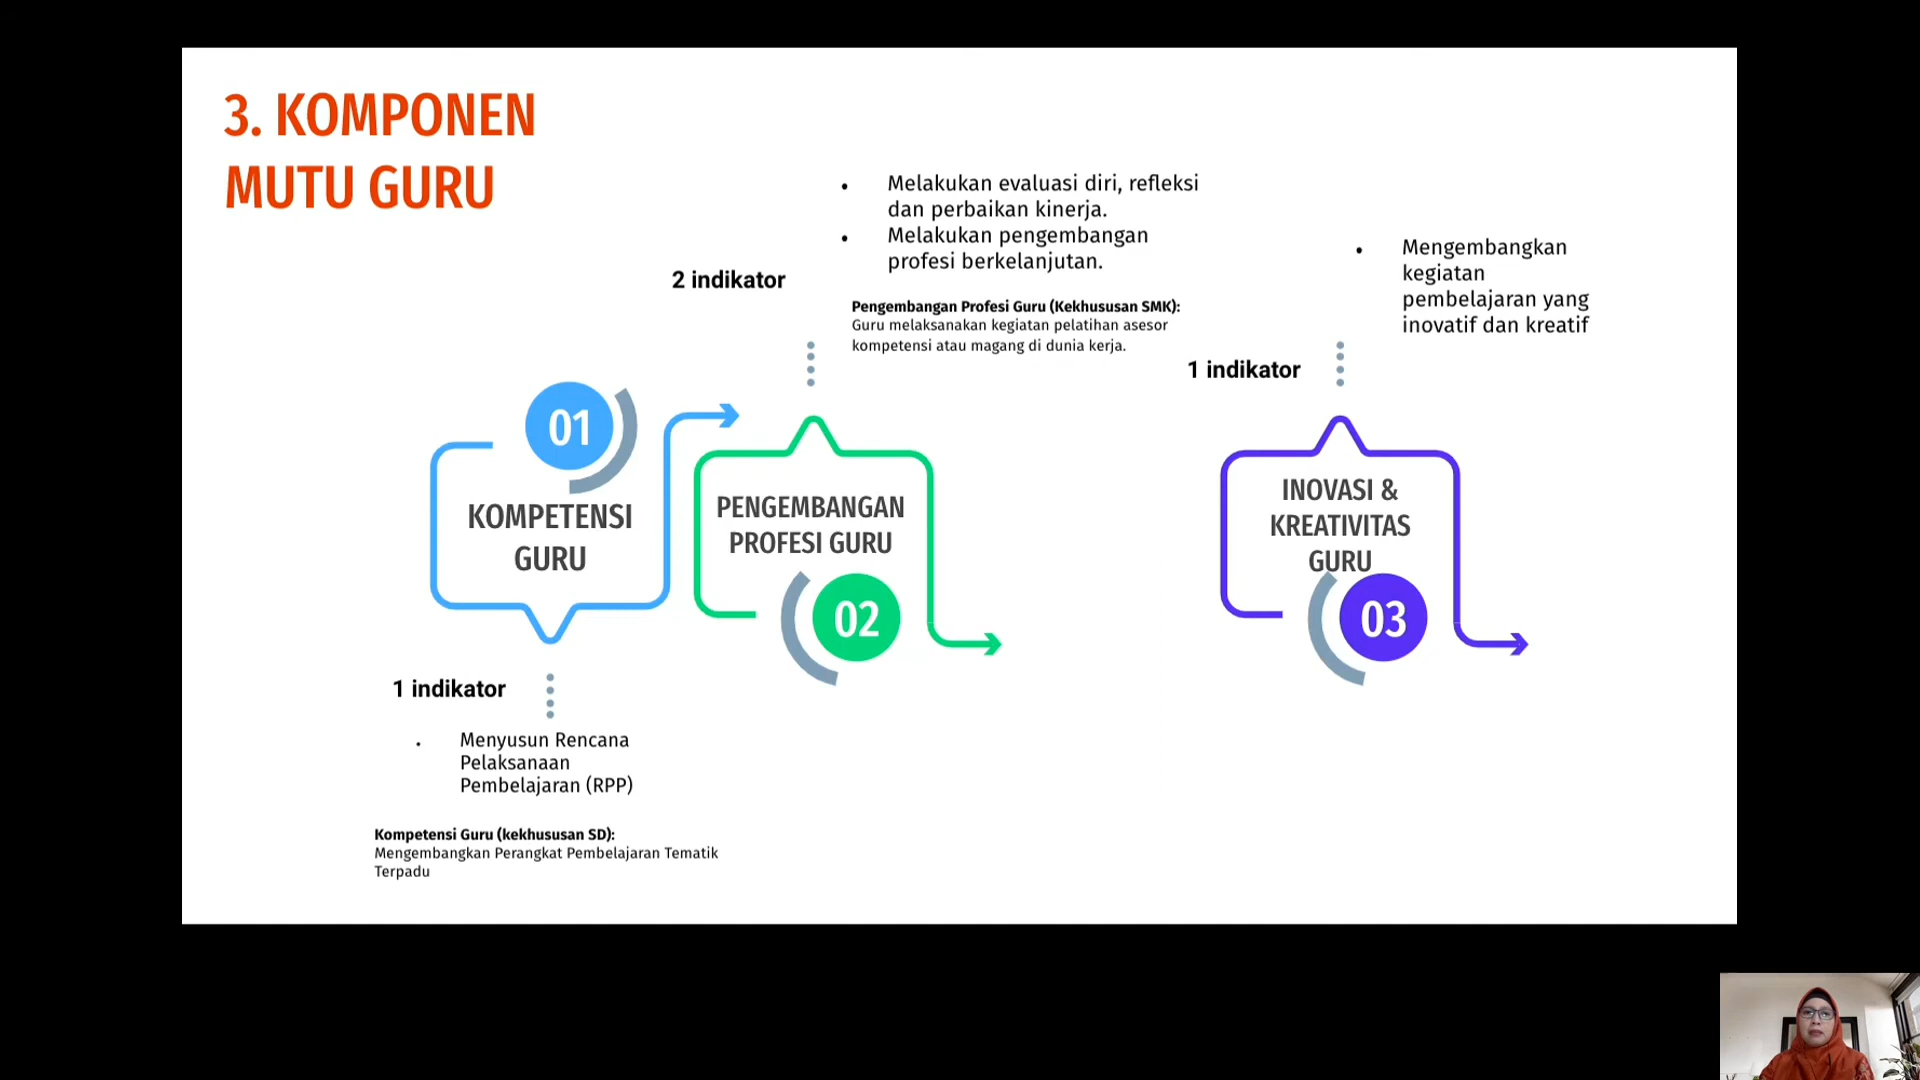 3. KOMPONEN
MUTU GURU
• Melakukan evaluasi diri, refleksi
dan perbaikan kinerja.
• Melakukan pengembangan
profesi berkelanjutan.
2 indikator
Pengembangan Profesi Guru (Kekhususan SMK):
Guru melaksanakan kegiatan pelatihan asesor
kompetensi atau magang di dunia kerja.
• Mengembangkan
kegiatan
pembelajaran yang
inovatif dan kreatif
1 indikator
01
KOMPETENSI
GURU
PENGEMBANGAN
PROFESI GURU
02
INOVASI &
KREATIVITAS
GURU
03
1 indikator
• Menyusun Rencana
Pelaksanaan
Pembelajaran (RPP)
Kompetensi Guru (kekhususan SD):
Mengembangkan Perangkat Pembelajaran Tematik
Terpadu